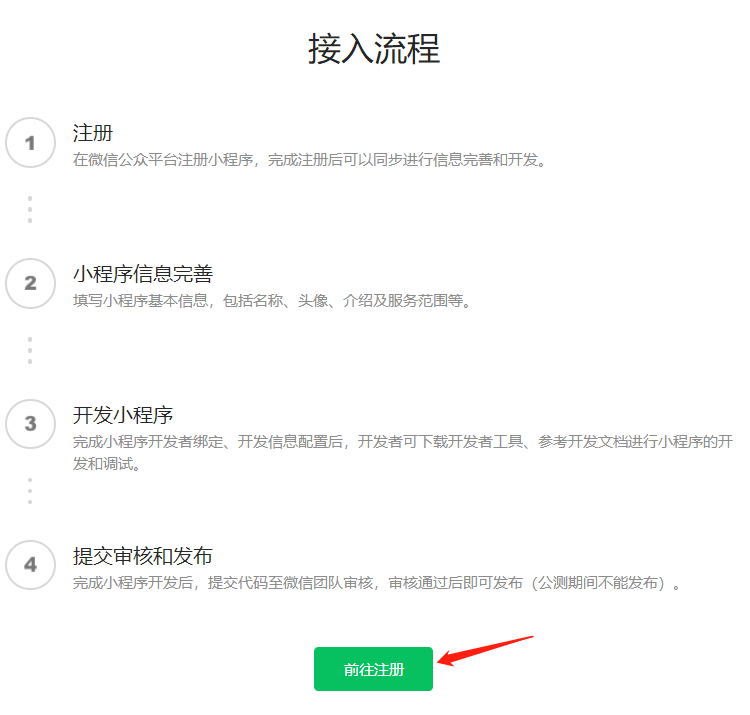 接入流程
1
注册
在微信公众平台注册小程序，完成注册后可以同步进行信息完善和开发。
2
小程序信息完善
填写小程序基本信息，包括名称、头像、介绍及服务范围等。
3
开发小程序
完成小程序开发者绑定、开发信息配置后，开发者可下载开发者工具、参考开发文档进行小程序的开
发和调试。
4
提交审核和发布
完成小程序开发后，提交代码至微信团队审核，审核通过后即可发布（公测期间不能发布）。
前往注册